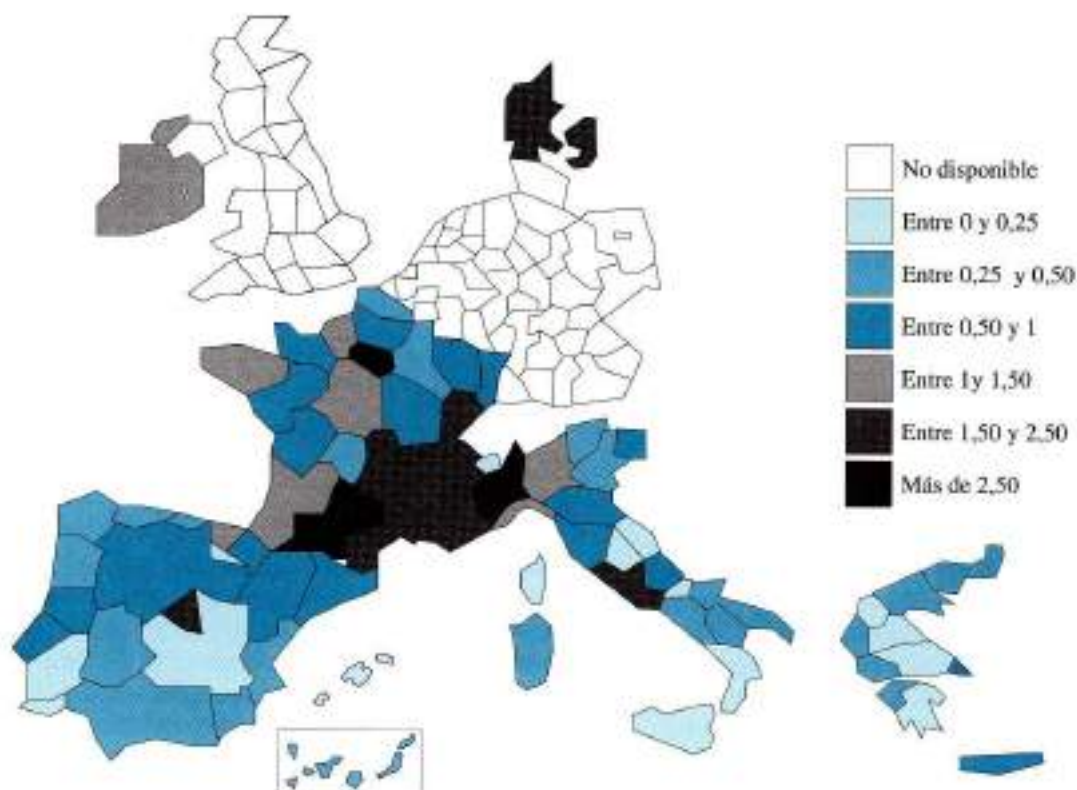 No disponible
Entre 0 y 0,25
Entre 0,25 y 0,50
Entre 0,50 y 1
Entre 1y 1,50
Entre 1,50 y 2,50
Más de 2,50